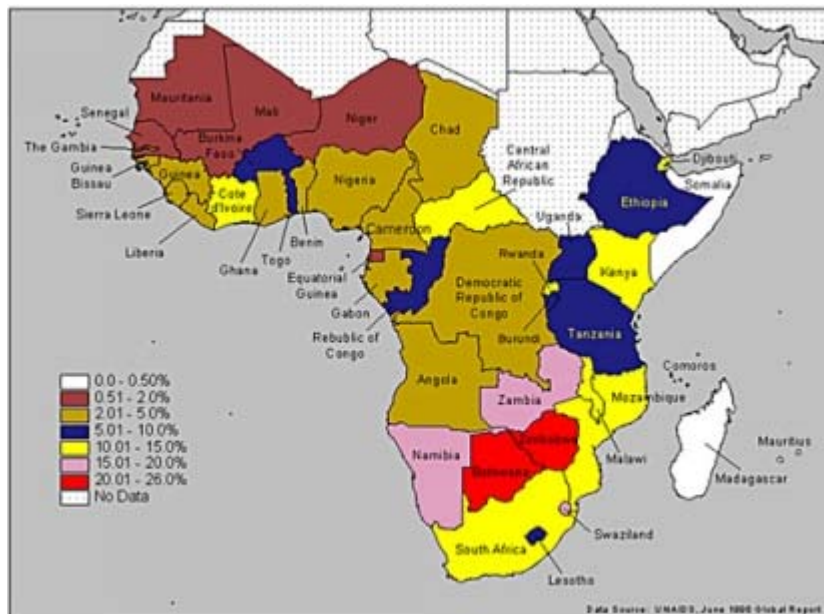 Mauritania
Mali
Niger
Senegal
The Gambia
Burkina
Faso
Chad
Guinea
Bissau
Guinea
Nigeria
Central
African
Republic
Djibouti
Somalia
Cote
d'Ivoire
Ethiopia
Sierra Leone
Liberia
Ghana
Togo
Benin
Cameroon
Uganda
Equatorial
Guinea
Rwanda
Kenya
Gabon
Democratic
Republic of
Congo
Rebublic of
Congo
Burundi
Tanzania
Angola
Comoros
Zambia
Mozambique
Malawi
Mauritius
Namibia
Zimbabwe
Botswana
Madagascar
Swaziland
South Africa
Lesotho
0.0 - 0.50%
0.51 - 2.0%
2.01 - 5.0%
5.01 - 10.0%
10.01 - 15.0%
15.01 - 20.0%
20.01 - 26.0%
No Data
Data Source: UNAIDS, June 1998 Global Report